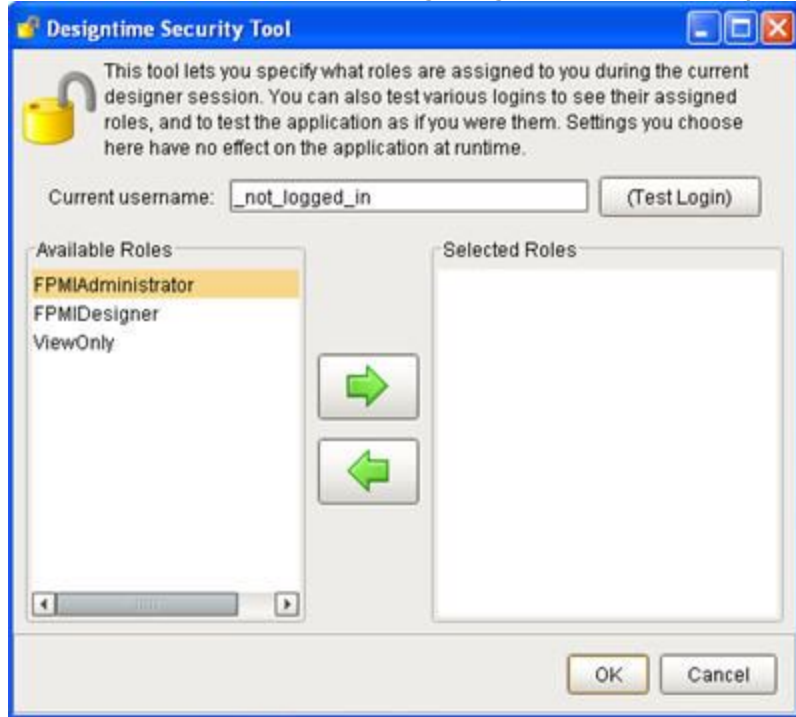 Designtime Security Tool
This tool lets you specify what roles are assigned to you during the current
designer session. You can also test various logins to see their assigned
roles, and to test the application as if you were them. Settings you choose
here have no effect on the application at runtime.
Current username: _not_logged_in (Test Login)
Available Roles Selected Roles
FPMIAdministrator
FPMIDesigner
ViewOnly
OK Cancel